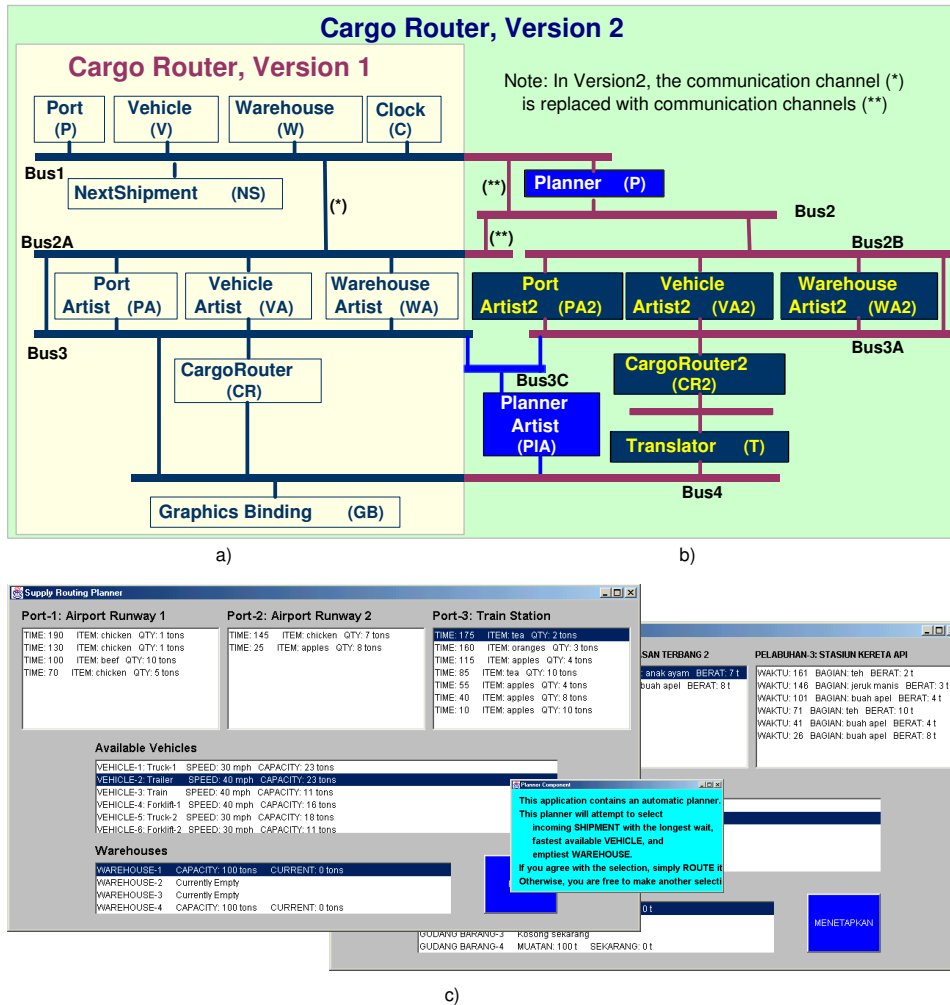 Cargo Router, Version 2
Cargo Router, Version 1
Note: In Version2, the communication channel (*)
is replaced with communication channels (**)
Port
(P)
Vehicle
(V)
Warehouse
(W)
Clock
(C)
Bus1
NextShipment (NS)
(*)
(**)
Planner (P)
Bus2
(**)
Bus2A
Bus2B
Port
Artist (PA)
Vehicle
Artist (VA)
Warehouse
Artist (WA)
Port
Artist2 (PA2)
Vehicle
Artist2 (VA2)
Warehouse
Artist2 (WA2)
Bus3
Bus3A
CargoRouter
(CR)
Bus3C
Planner
Artist
(PIA)
CargoRouter2
(CR2)
Translator (T)
Bus4
Graphics Binding (GB)
a)
b)
Supply Routing Planner
Port-1: Airport Runway 1
TIME: 190 ITEM: chicken QTY: 1 tons
TIME: 130 ITEM: chicken QTY: 1 tons
TIME: 100 ITEM: beef QTY: 10 tons
TIME: 70 ITEM: chicken QTY: 5 tons
Port-2: Airport Runway 2
TIME: 145 ITEM: chicken QTY: 7 tons
TIME: 25 ITEM: apples QTY: 8 tons
Port-3: Train Station
TIME: 175 ITEM: tea QTY: 2 tons
TIME: 160 ITEM: oranges QTY: 3 tons
TIME: 115 ITEM: apples QTY: 4 tons
TIME: 85 ITEM: tea QTY: 10 tons
TIME: 55 ITEM: apples QTY: 4 tons
TIME: 40 ITEM: apples QTY: 8 tons
TIME: 10 ITEM: apples QTY: 10 tons
ASAN TERBANG 2
: anak ayam BERAT: 7 t
buah apel BERAT: 8 t
PELABUHAN-3: STASIUN KERETA API
WAKTU: 161 BAGIAN: teh BERAT: 2 t
WAKTU: 146 BAGIAN: jeruk manis BERAT: 3 t
WAKTU: 101 BAGIAN: buah apel BERAT: 4 t
WAKTU: 71 BAGIAN: teh BERAT: 10 t
WAKTU: 41 BAGIAN: buah apel BERAT: 4 t
WAKTU: 26 BAGIAN: buah apel BERAT: 8 t
Available Vehicles
VEHICLE-1: Truck-1 SPEED: 30 mph CAPACITY: 23 tons
VEHICLE-2: Trailer SPEED: 40 mph CAPACITY: 23 tons
VEHICLE-3: Train SPEED: 40 mph CAPACITY: 11 tons
VEHICLE-4: Forklift-1 SPEED: 40 mph CAPACITY: 16 tons
VEHICLE-5: Truck-2 SPEED: 30 mph CAPACITY: 18 tons
VEHICLE-6: Forklift-2 SPEED: 30 mph CAPACITY: 11 tons
Planner Component
This application contains an automatic planner.
This planner will attempt to select
incoming SHIPMENT with the longest wait,
fastest available VEHICLE, and
emptiest WAREHOUSE.
If you agree with the selection, simply ROUTE it
Otherwise, you are free to make another selecti
Warehouses
WAREHOUSE-1 CAPACITY: 100 tons CURRENT: 0 tons
WAREHOUSE-2 Currently Empty
WAREHOUSE-3 Currently Empty
WAREHOUSE-4 CAPACITY: 100 tons CURRENT: 0 tons
0 t
GUDANG BARANG-3 Kosong sekarang
GUDANG BARANG-4 MUATAN: 100 t SEKARANG: 0 t
MENETAPKAN
c)